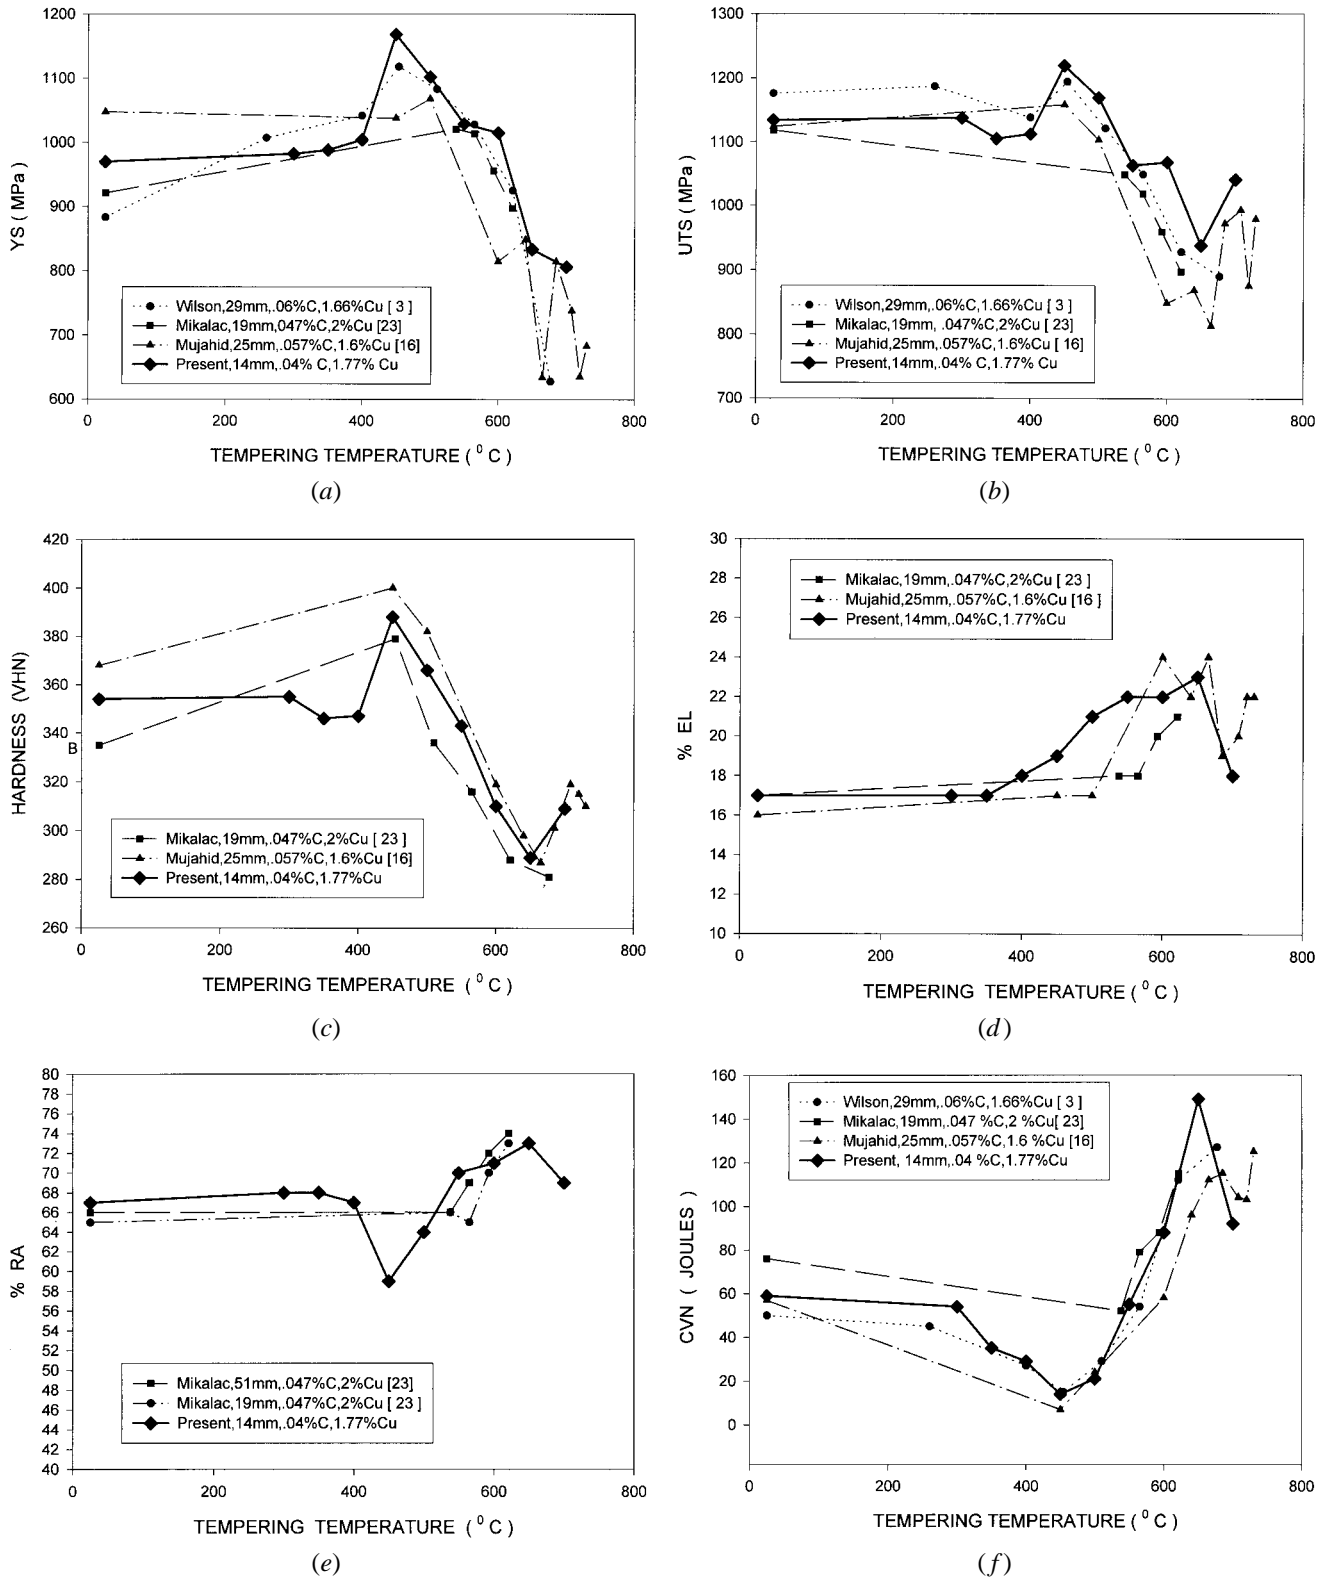 1200
1100
1000
900
800
700
600
YS ( MPa )
Wilson,29mm,.06%C,1.66%Cu [ 3 ]
Mikalac,19mm,047%C,2%Cu [23]
Mujahid,25mm,.057%C,1.6%Cu [16]
Present,14mm,.04% C,1.77% Cu
0 200 400 600 800
TEMPERING TEMPERATURE ( ⁰ C )
(a)
1300
1200
1100
1000
900
800
700
UTS ( MPa )
Wilson,29mm,.06%C,1.66%Cu [ 3 ]
Mikalac,19mm, .047%C,2%Cu [23]
Mujahid,25mm,.057%C,1.6%Cu [ 16]
Present,14mm,.04% C,1.77% Cu
0 200 400 600 800
TEMPERING TEMPERATURE ( ⁰ C )
(b)
420
400
380
360
340
B
320
300
280
260
HARDNESS (VHN)
Mikalac,19mm,.047%C,2%Cu [ 23 ]
Mujahid,25mm,.057%C,1.6%Cu [16]
Present,14mm,.04%C,1.77%Cu
0 200 400 600 800
TEMPERING TEMPERATURE ( ⁰ C )
(c)
30
28
26
24
22
20
18
16
14
12
10
% EL
Mikalac,19mm,.047%C,2%Cu [ 23 ]
Mujahid,25mm,.057%C,1.6%Cu [16 ]
Present,14mm,.04%C,1.77%Cu
0 200 400 600 800
TEMPERING TEMPERATURE ( ⁰ C )
(d)
80
78
76
74
72
70
68
66
64
62
60
58
56
54
52
50
48
46
44
42
40
% RA
Mikalac,51mm,.047%C,2%Cu [23]
Mikalac,19mm,.047%C,2%Cu [ 23 ]
Present,14mm,.04%C,1.77%Cu
0 200 400 600 800
TEMPERING TEMPERATURE ( ⁰ C )
(e)
160
140
120
100
80
60
40
20
0
CVN ( JOULES )
Wilson,29mm,.06%C,1.66%Cu [ 3 ]
Mikalac,19mm,.047 %C,2 %Cu[ 23]
Mujahid,25mm,.057%C,1.6 %Cu [16]
Present, 14mm,.04 %C,1.77%Cu
0 200 400 600 800
TEMPERING TEMPERATURE ( ⁰ C )
(f)